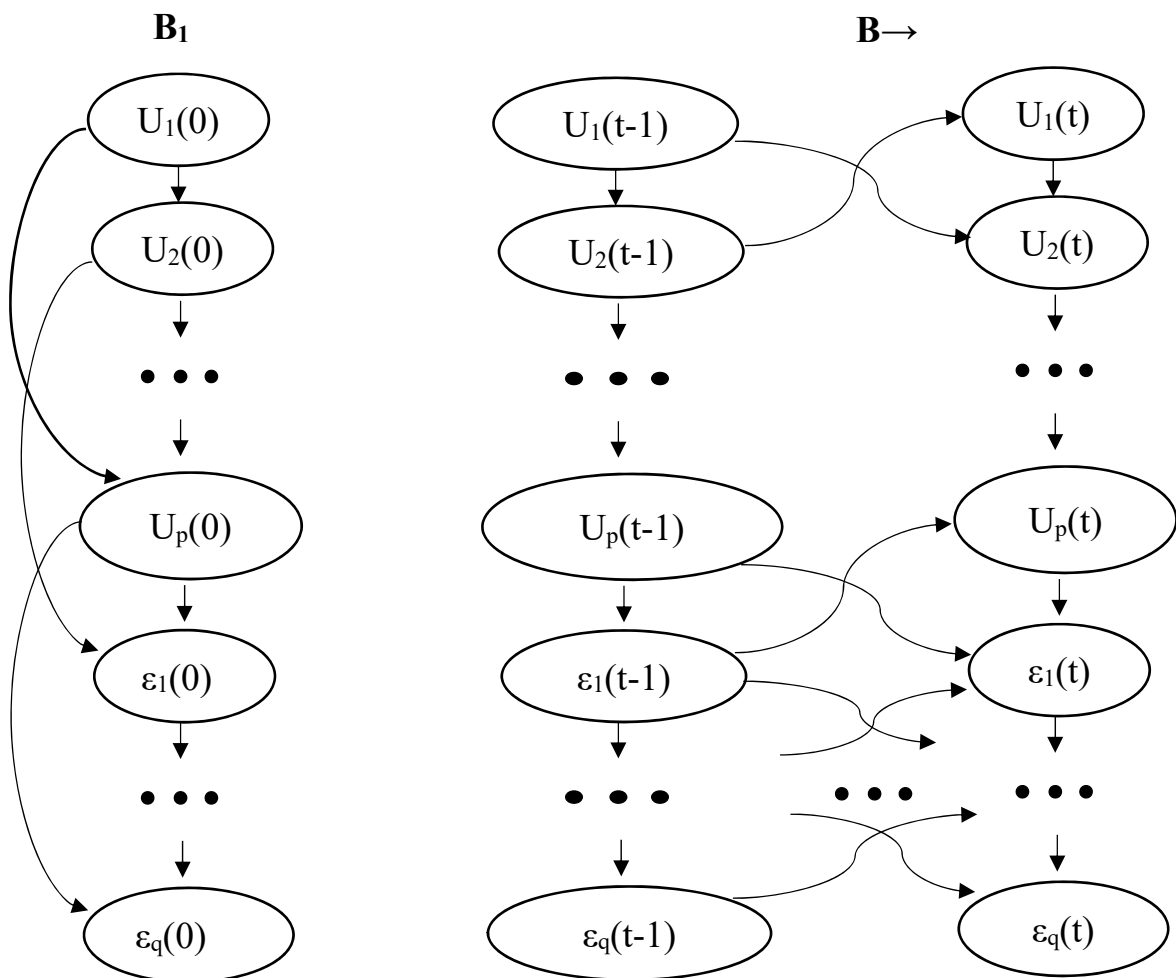 B₁ B→
U₁(0) U₁(t-1) U₁(t)
U₂(0) U₂(t-1) U₂(t)
• • • • • • • • •
Uₚ(0) Uₚ(t-1) Uₚ(t)
ε₁(0) ε₁(t-1) ε₁(t)
• • • • • • • • • • • •
ε_q(0) ε_q(t-1) ε_q(t)